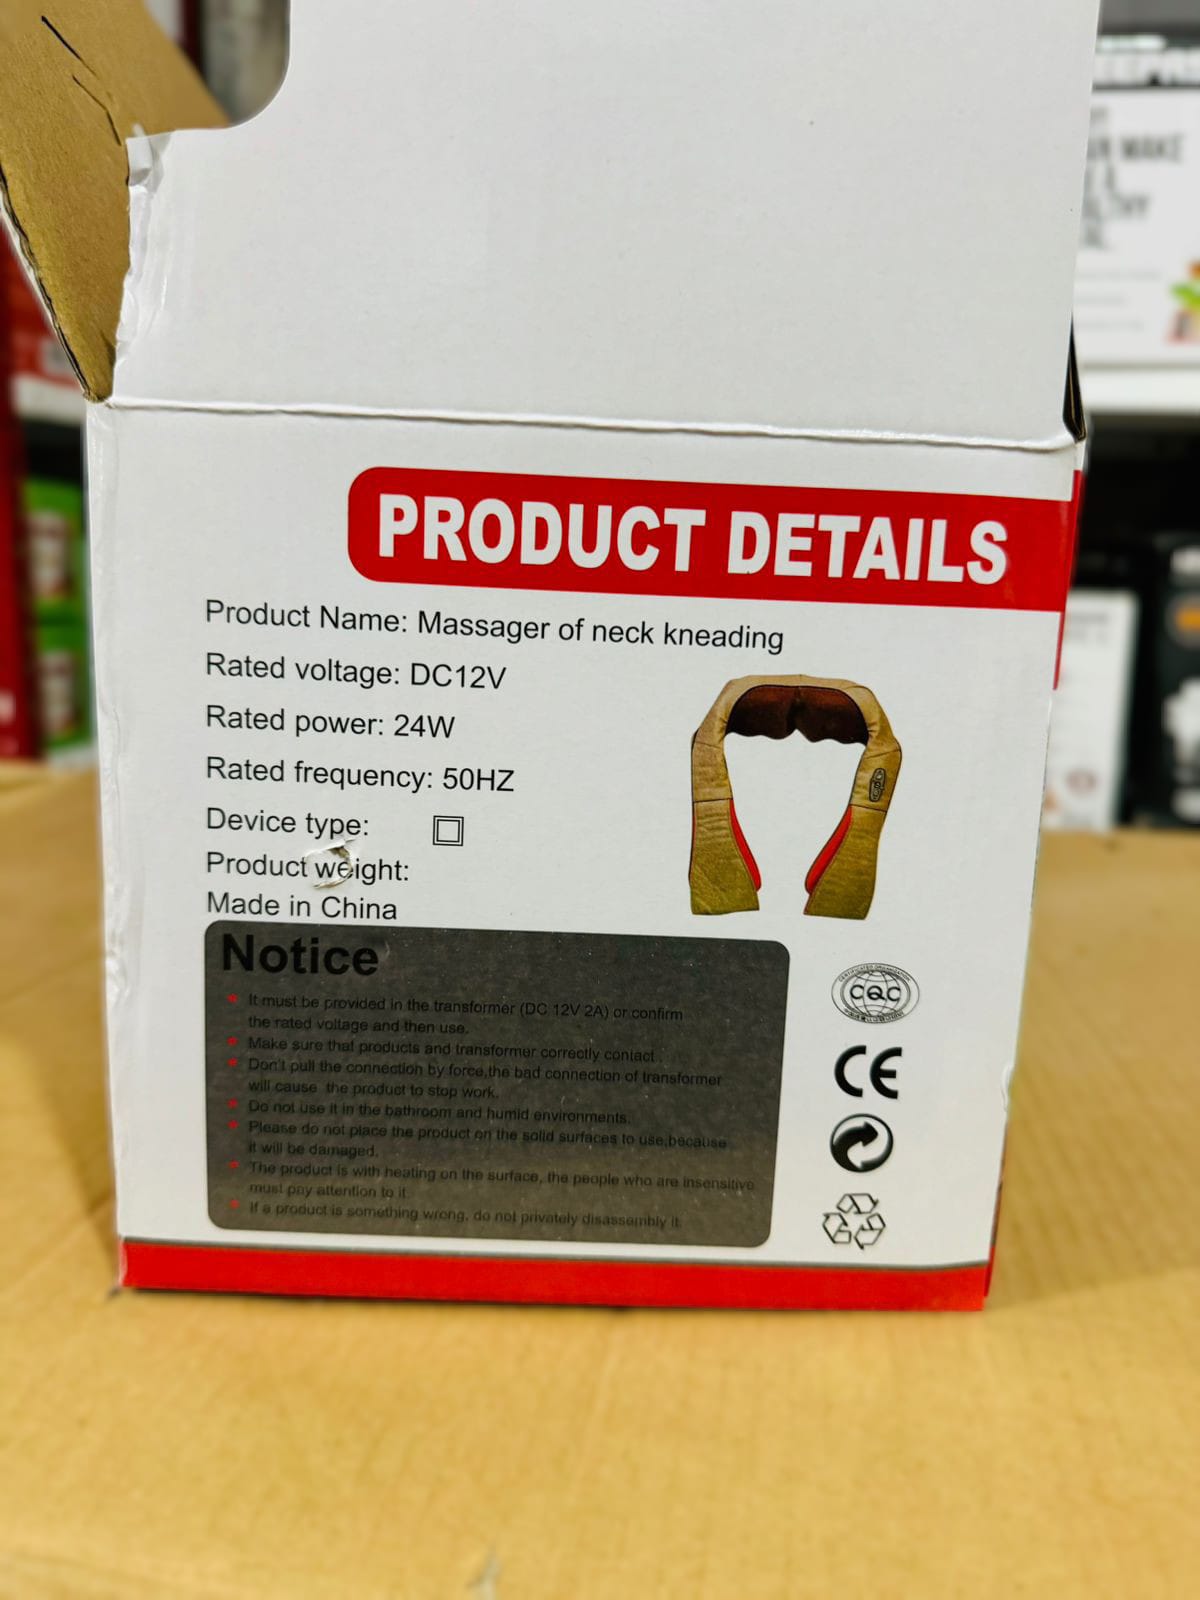 EEPR
MAKE
A
PRODUCT DETAILS
Product Name: Massager of neck kneading
Rated voltage: DC12V
Rated power: 24W
Rated frequency: 50HZ
Device type:
Product weight:
Made in China
Notice
* It must be provided in the transformer (DC 12V 2A) or confirm
the rated voltage and then use.
* Make sure that products and transformer correctly contact .
* Don't pull the connection by force,the bad connection of transformer
will cause the product to stop work.
* Do not use it in the bathroom and humid environments.
* Please do not place the product on the solid surfaces to use,because
it will be damaged.
* The product is with heating on the surface, the people who are insensitive
must pay attention to it.
* If a product is something wrong, do not privately disassembly it.
CQC
CE